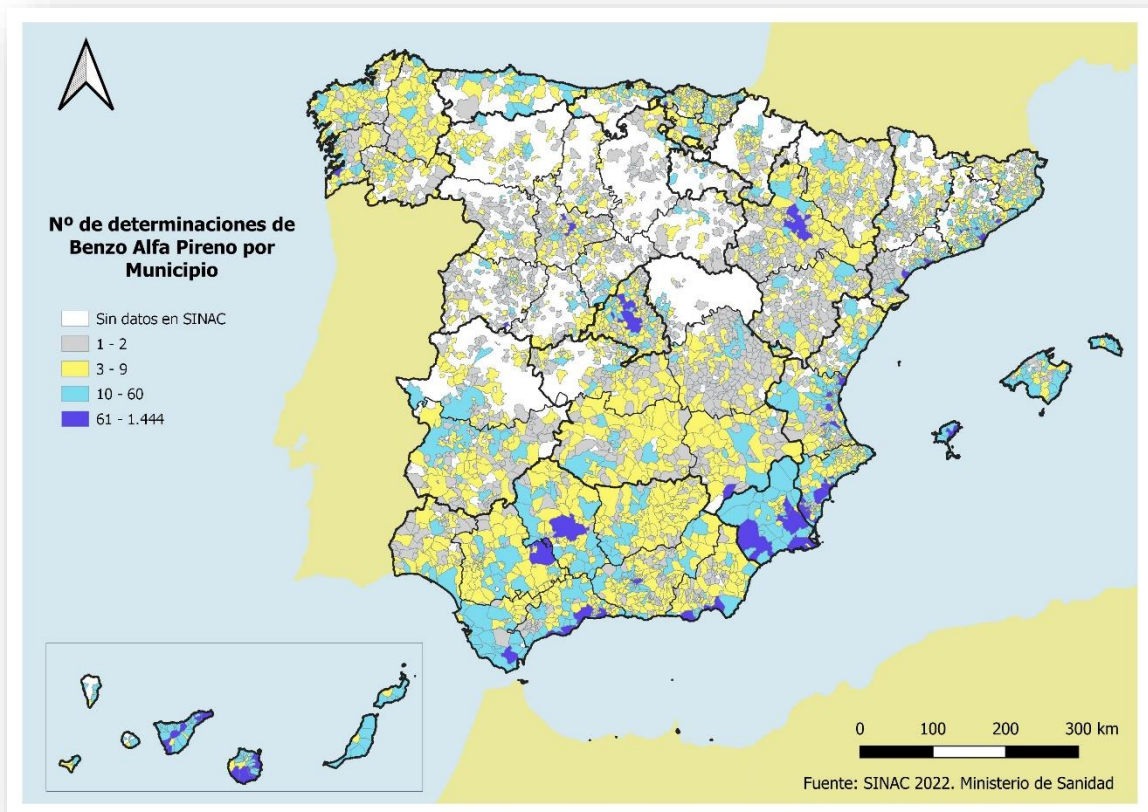 Nº de determinaciones de
Benzo Alfa Pireno por
Municipio
Sin datos en SINAC
1 - 2
3 - 9
10 - 60
61 - 1.444
0 100 200 300 km
Fuente: SINAC 2022. Ministerio de Sanidad